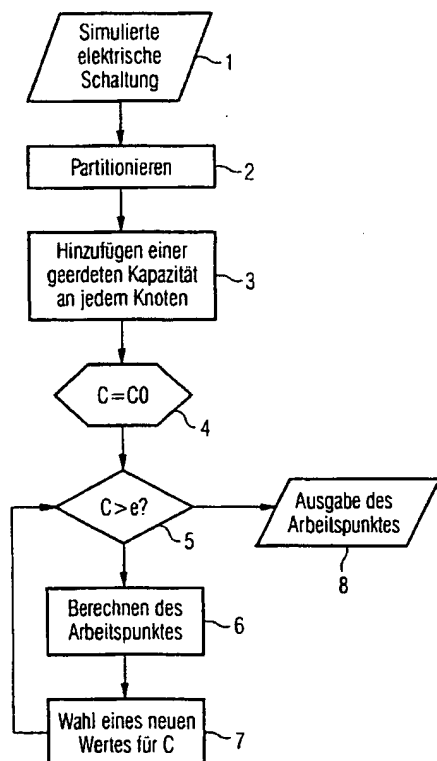 Simulierte
elektrische
Schaltung
1
Partitionieren
2
Hinzufügen einer
geerdeten Kapazität
an jedem Knoten
3
C=C0
4
C>e?
5
Ausgabe des
Arbeitspunktes
8
Berechnen des
Arbeitspunktes
6
Wahl eines neuen
Wertes für C
7